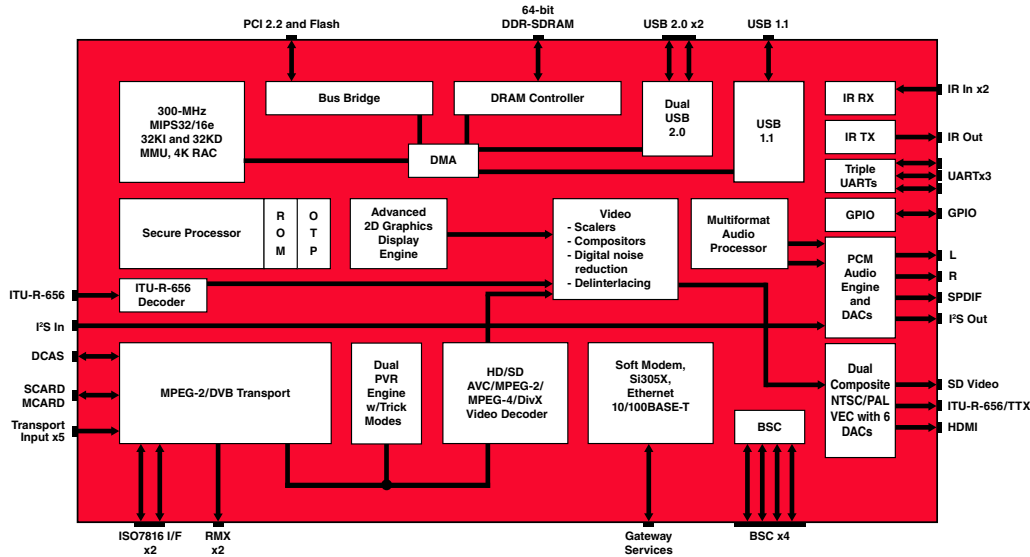 64-bit
PCI 2.2 and Flash
DDR-SDRAM
USB 2.0 x2
USB 1.1
300-MHz
MIPS32/16e
32KI and 32KD
MMU, 4K RAC
Bus Bridge
DRAM Controller
Dual
USB
2.0
USB
1.1
DMA
IR RX
IR In x2
IR TX
IR Out
Triple
UARTs
UARTx3
GPIO
GPIO
Secure Processor
R
O
M
O
T
P
Advanced
2D Graphics
Display
Engine
Video
- Scalers
- Compositors
- Digital noise
reduction
- Delinterlacing
Multiformat
Audio
Processor
PCM
Audio
Engine
and
DACs
L
R
SPDIF
I²S Out
ITU-R-656
ITU-R-656
Decoder
I²S In
DCAS
SCARD
MCARD
Transport
Input x5
MPEG-2/DVB Transport
Dual
PVR
Engine
w/Trick
Modes
HD/SD
AVC/MPEG-2/
MPEG-4/DivX
Video Decoder
Soft Modem,
Si305X,
Ethernet
10/100BASE-T
BSC
Dual
Composite
NTSC/PAL
VEC with 6
DACs
SD Video
ITU-R-656/TTX
HDMI
ISO7816 I/F
x2
RMX
x2
Gateway
Services
BSC x4